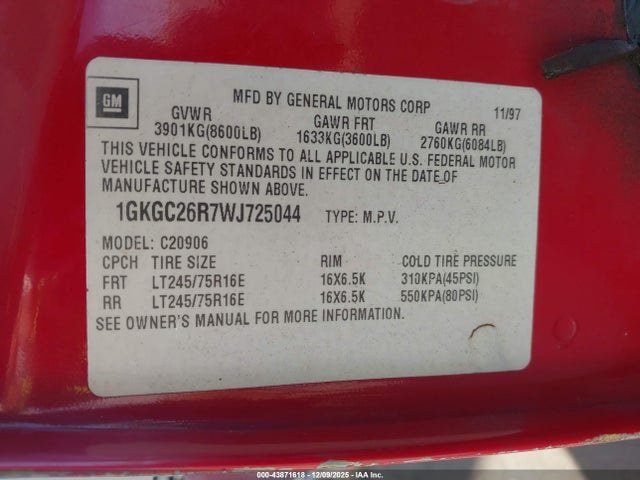 GM
MFD BY GENERAL MOTORS CORP 11/97
GVWR GAWR FRT GAWR RR
3901KG(8600LB) 1633KG(3600LB) 2760KG(6084LB)
THIS VEHICLE CONFORMS TO ALL APPLICABLE U.S. FEDERAL MOTOR
VEHICLE SAFETY STANDARDS IN EFFECT ON THE DATE OF
MANUFACTURE SHOWN ABOVE.
1GKGC26R7WJ725044 TYPE: M.P.V.
MODEL: C20906
CPCH TIRE SIZE RIM COLD TIRE PRESSURE
FRT LT245/75R16E 16X6.5K 310KPA(45PSI)
RR LT245/75R16E 16X6.5K 550KPA(80PSI)
SEE OWNER'S MANUAL FOR MORE INFORMATION.
000-43871618 - 12/09/2025 - IAAI.com